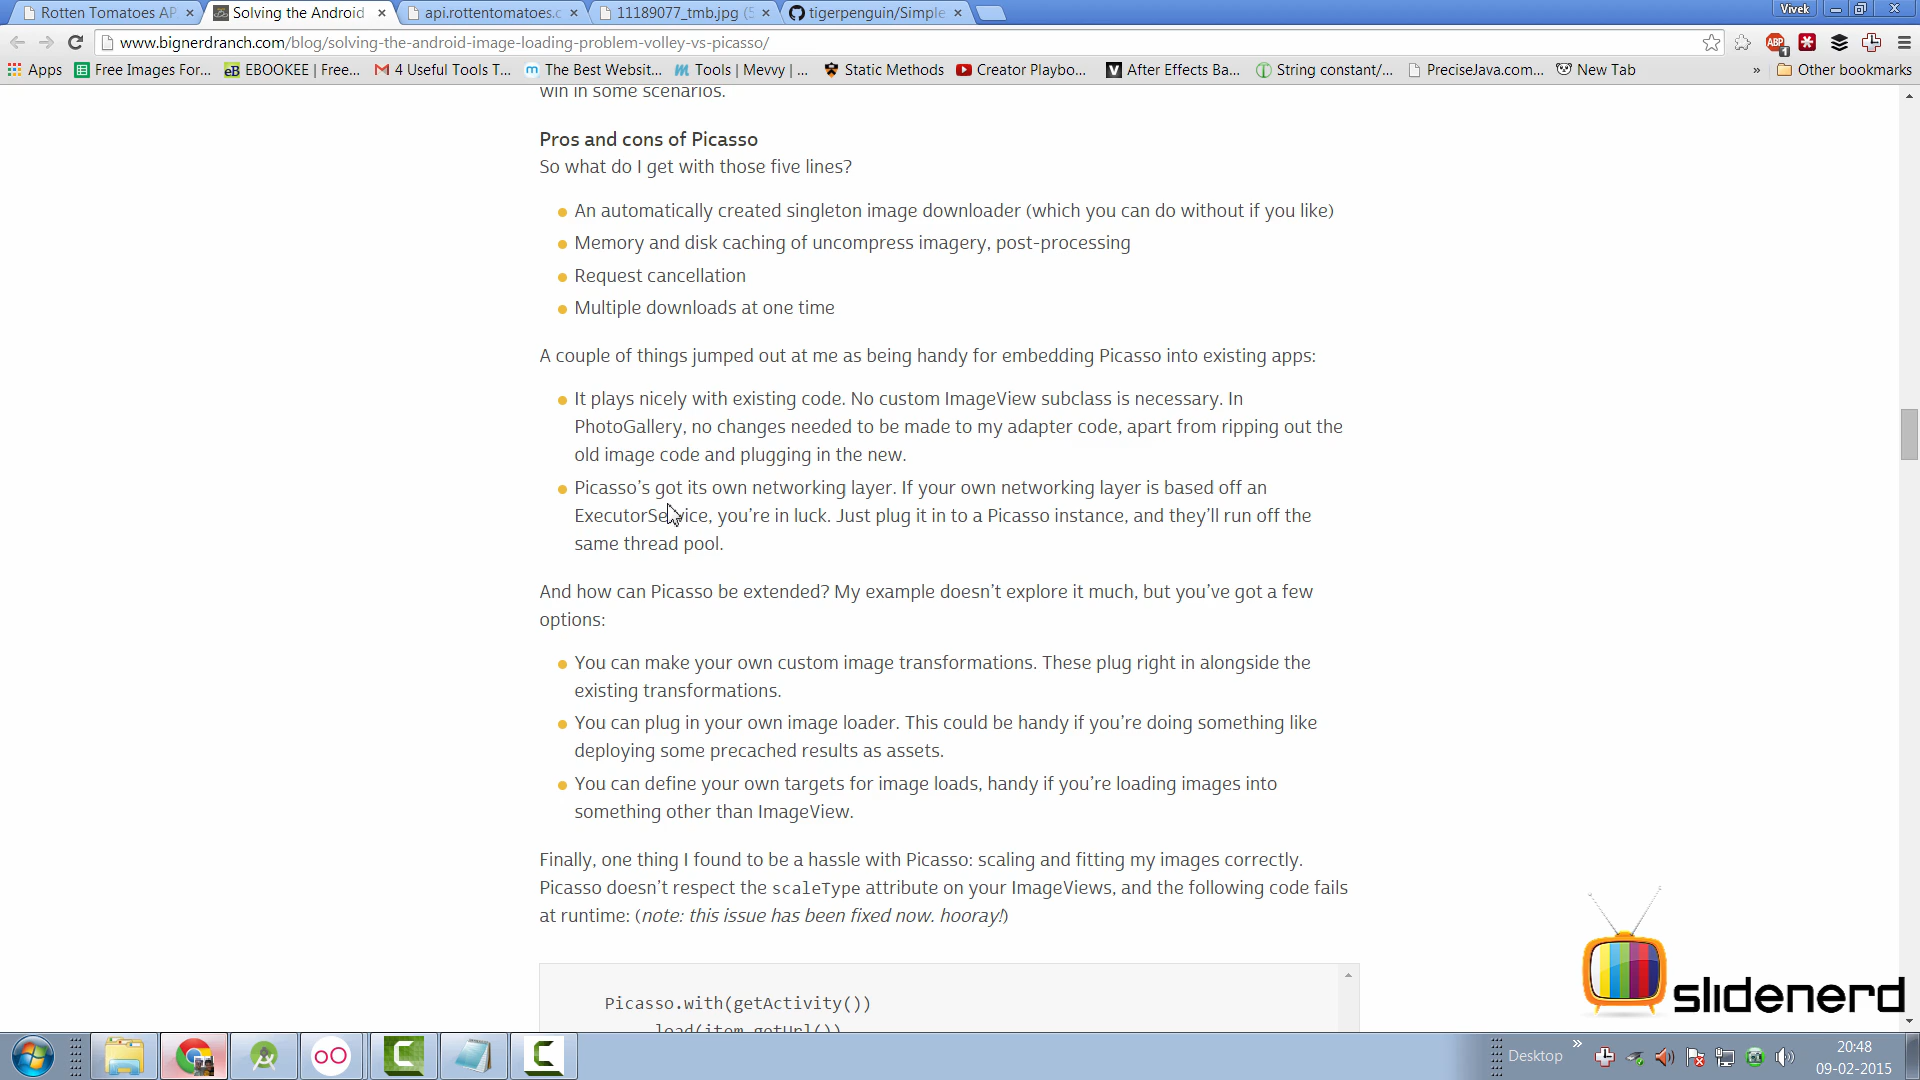 Rotten Tomatoes AP
Solving the Android
api.rottentomatoes.c
11189077_tmb.jpg (5
tigerpenguin/Simple
Vivek
www.bignerdranch.com/blog/solving-the-android-image-loading-problem-volley-vs-picasso/
Apps
Free Images For...
EBOOKEE | Free...
4 Useful Tools T...
The Best Websit...
Tools | Mevvy | ...
Static Methods
Creator Playbo...
After Effects Ba...
String constant/...
PreciseJava.com...
New Tab
»
Other bookmarks
win in some scenarios.
Pros and cons of Picasso
So what do I get with those five lines?
An automatically created singleton image downloader (which you can do without if you like)
Memory and disk caching of uncompress imagery, post-processing
Request cancellation
Multiple downloads at one time
A couple of things jumped out at me as being handy for embedding Picasso into existing apps:
It plays nicely with existing code. No custom ImageView subclass is necessary. In
PhotoGallery, no changes needed to be made to my adapter code, apart from ripping out the
old image code and plugging in the new.
Picasso’s got its own networking layer. If your own networking layer is based off an
ExecutorService, you’re in luck. Just plug it in to a Picasso instance, and they’ll run off the
same thread pool.
And how can Picasso be extended? My example doesn’t explore it much, but you’ve got a few
options:
You can make your own custom image transformations. These plug right in alongside the
existing transformations.
You can plug in your own image loader. This could be handy if you’re doing something like
deploying some precached results as assets.
You can define your own targets for image loads, handy if you’re loading images into
something other than ImageView.
Finally, one thing I found to be a hassle with Picasso: scaling and fitting my images correctly.
Picasso doesn’t respect the scaleType attribute on your ImageViews, and the following code fails
at runtime: (note: this issue has been fixed now. hooray!)
Picasso.with(getActivity())
load(item.getUrl())
slidenerd
Desktop
»
20:48
09-02-2015